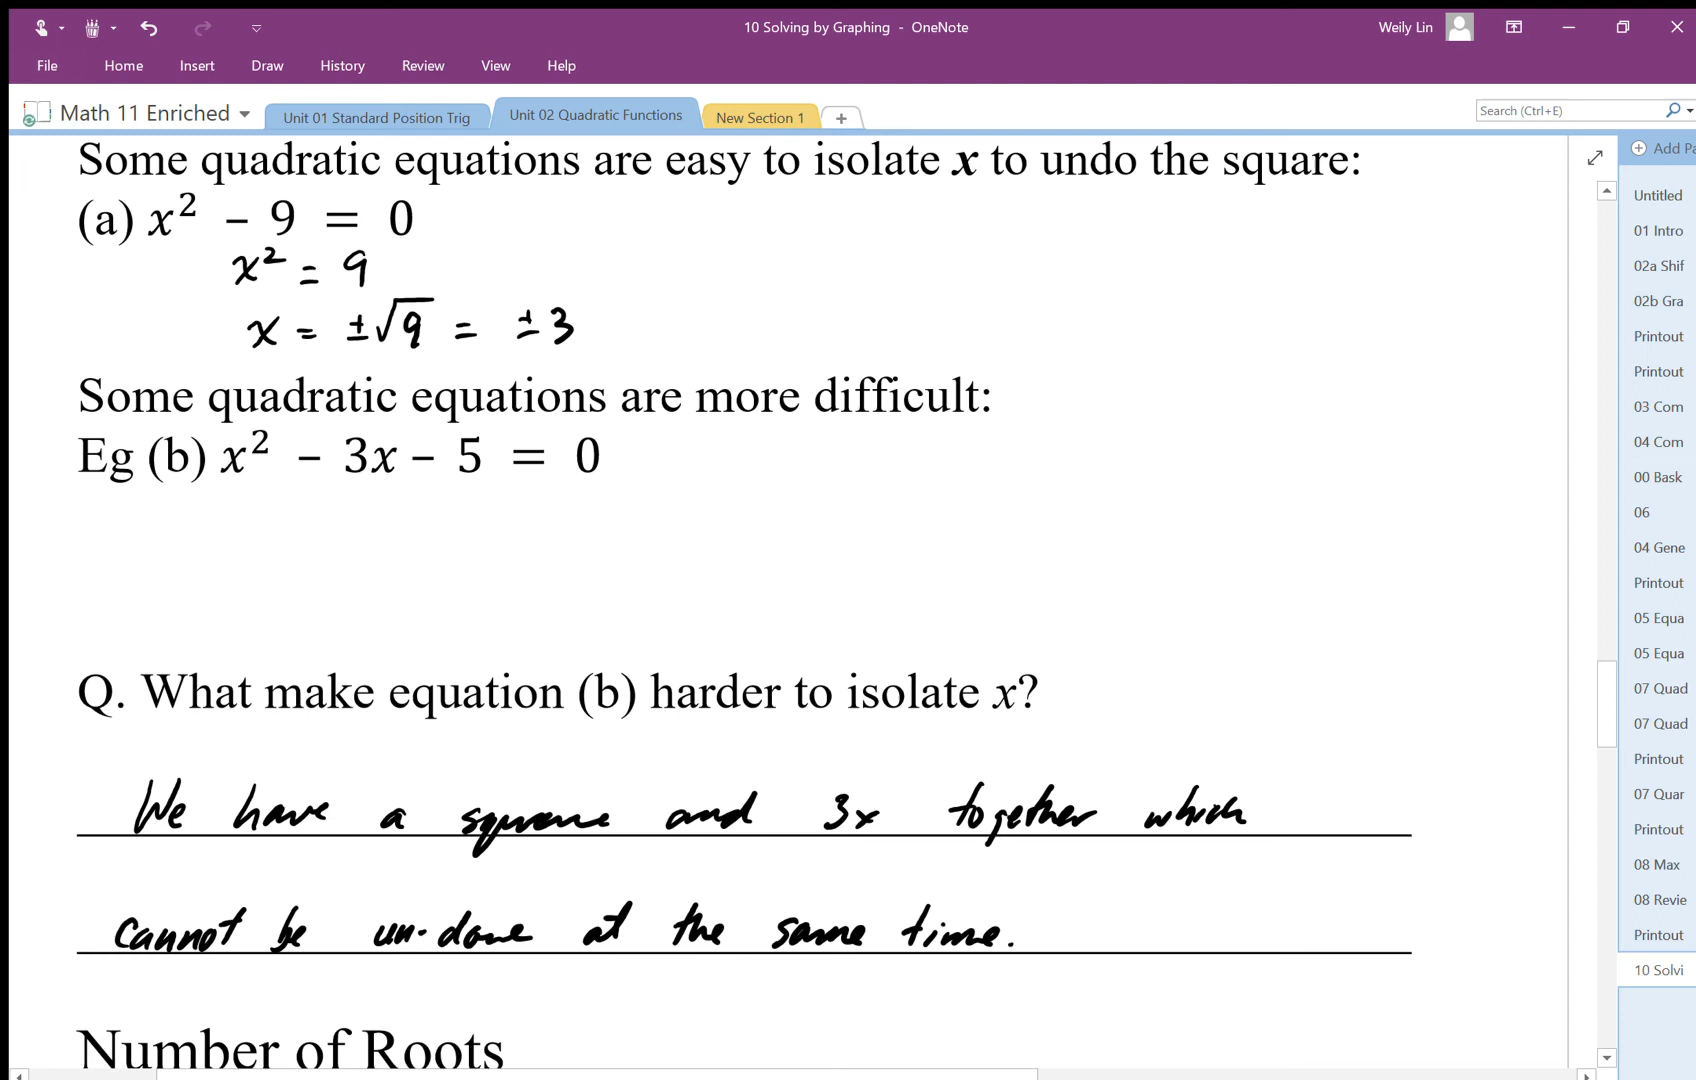 10 Solving by Graphing - OneNote
Weily Lin
File Home Insert Draw History Review View Help
Math 11 Enriched
Unit 01 Standard Position Trig
Unit 02 Quadratic Functions
New Section 1
+
Search (Ctrl+E)
Some quadratic equations are easy to isolate x to undo the square:
(a) x² − 9 = 0
x² = 9
x = ±√9 = ±3
Some quadratic equations are more difficult:
Eg (b) x² − 3x − 5 = 0
Q. What make equation (b) harder to isolate x?
We have a square and 3x together which
cannot be un-done at the same time.
Number of Roots
Add Pa
Untitled
01 Intro
02a Shif
02b Gra
Printout
Printout
03 Com
04 Com
00 Bask
06
04 Gene
Printout
05 Equa
05 Equa
07 Quad
07 Quad
Printout
07 Quar
Printout
08 Max
08 Revie
Printout
10 Solvi